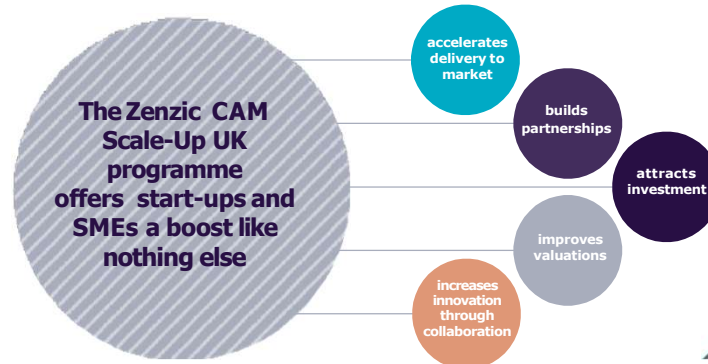 The Zenzic CAM
Scale-Up UK
programme
offers start-ups and
SMEs a boost like
nothing else
accelerates
delivery to
market
builds
partnerships
attracts
investment
improves
valuations
increases
innovation
through
collaboration